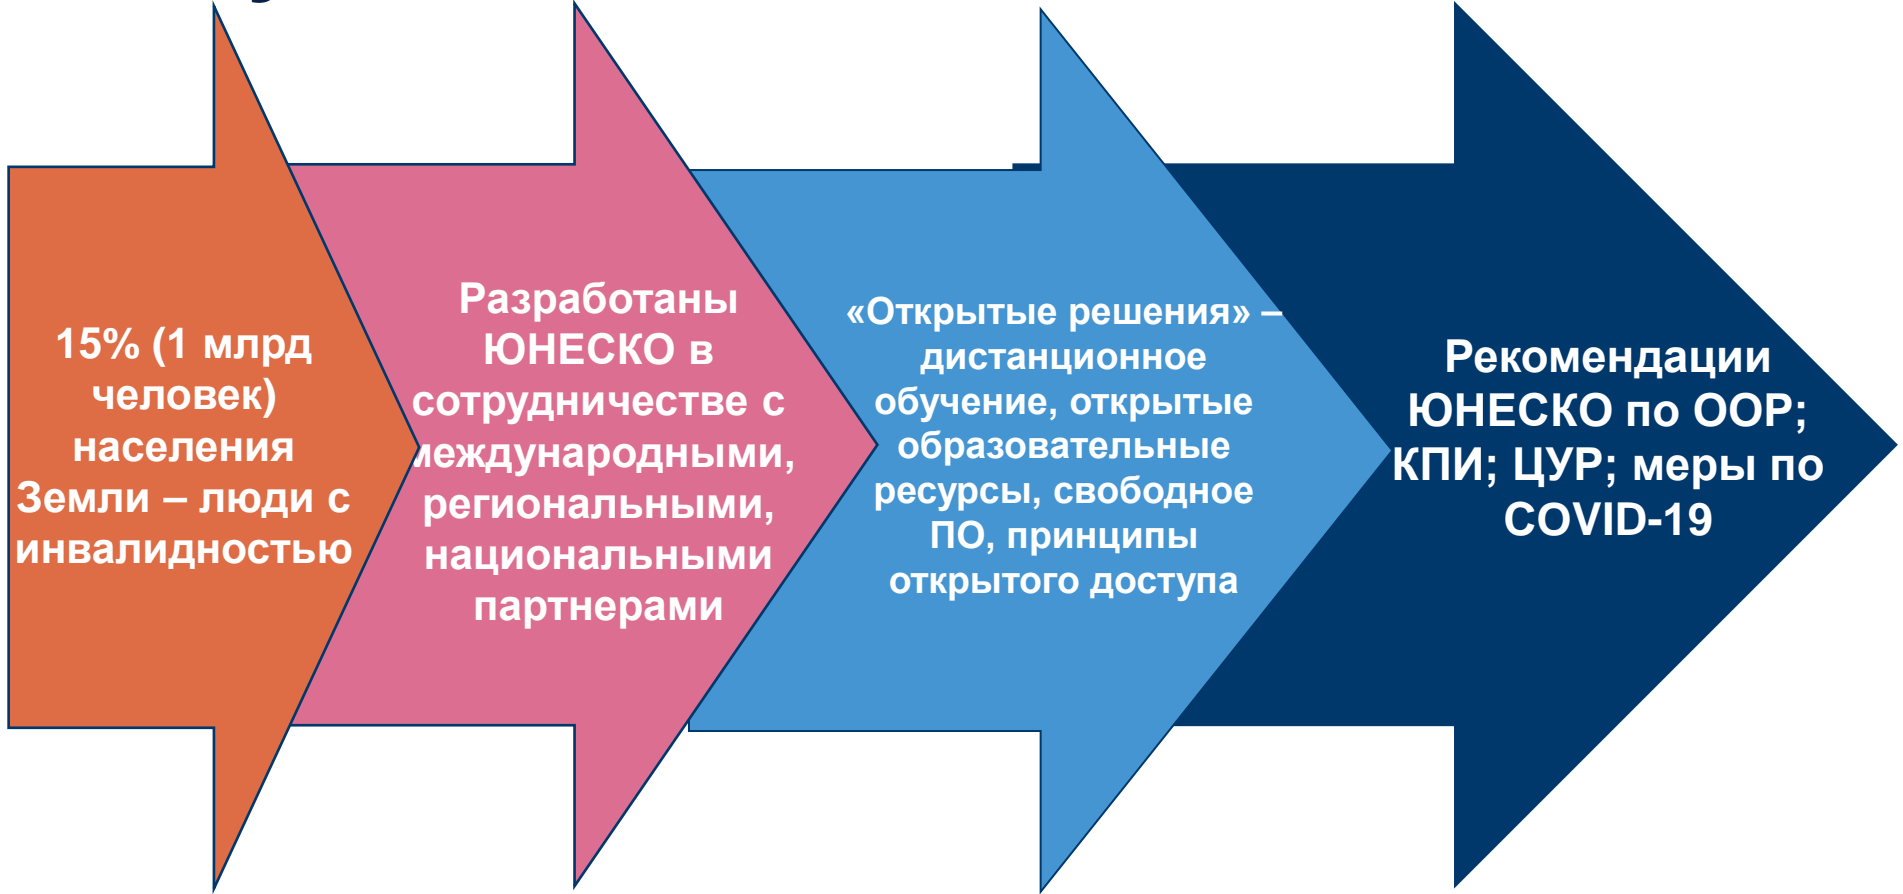 15% (1 млрд
человек)
населения
Земли – люди с
инвалидностью
Разработаны
ЮНЕСКО в
сотрудничестве с
международными,
региональными,
национальными
партнерами
«Открытые решения» –
дистанционное
обучение, открытые
образовательные
ресурсы, свободное
ПО, принципы
открытого доступа
Рекомендации
ЮНЕСКО по ООР;
КПИ; ЦУР; меры по
COVID-19